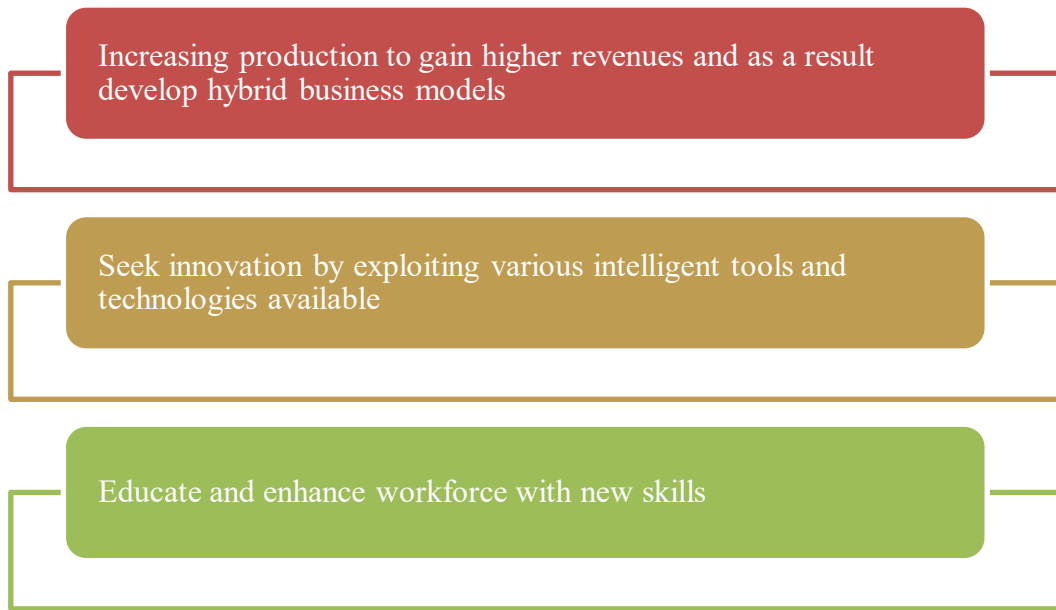 Increasing production to gain higher revenues and as a result
develop hybrid business models
Seek innovation by exploiting various intelligent tools and
technologies available
Educate and enhance workforce with new skills